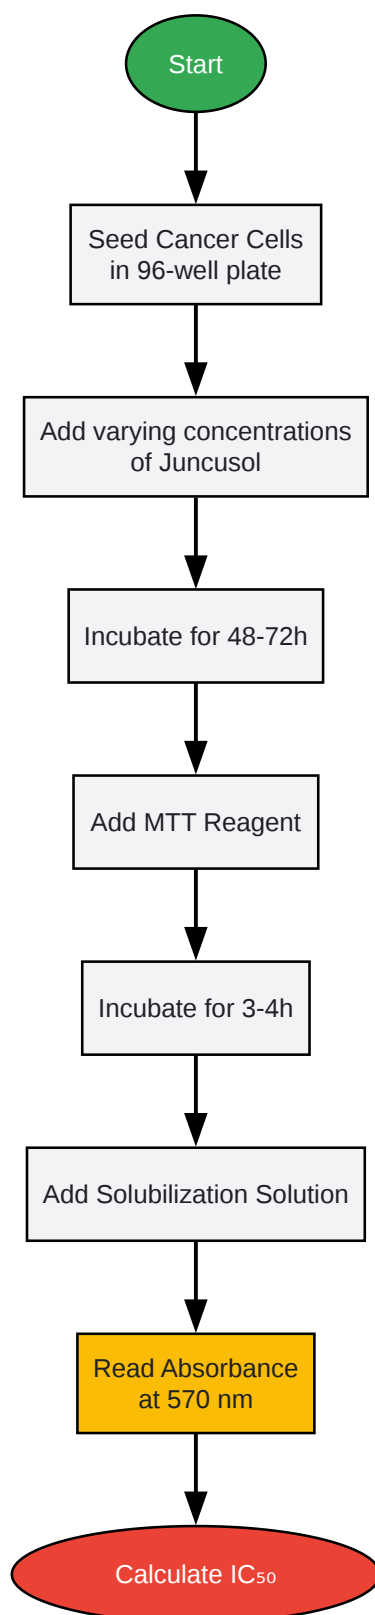 Start
Seed Cancer Cells
in 96-well plate
Add varying concentrations
of Juncusol
Incubate for 48-72h
Add MTT Reagent
Incubate for 3-4h
Add Solubilization Solution
Read Absorbance
at 570 nm
Calculate IC₅₀